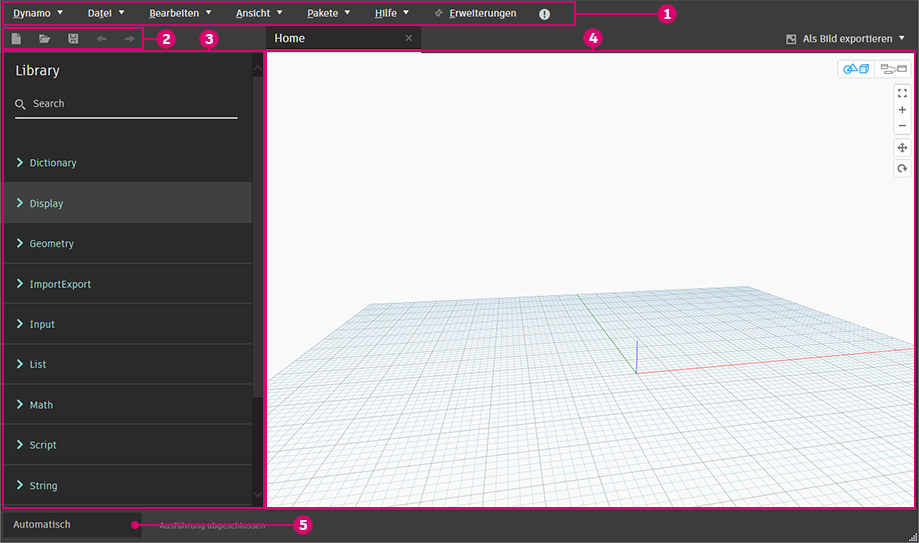 Dynamo Datei Bearbeiten Ansicht Pakete Hilfe Erweiterungen ! 1
2 3 Home × 4 Als Bild exportieren
Library
Search
Dictionary
Display
Geometry
ImportExport
Input
List
Math
Script
String
Automatisch Ausführung abgeschlossen 5